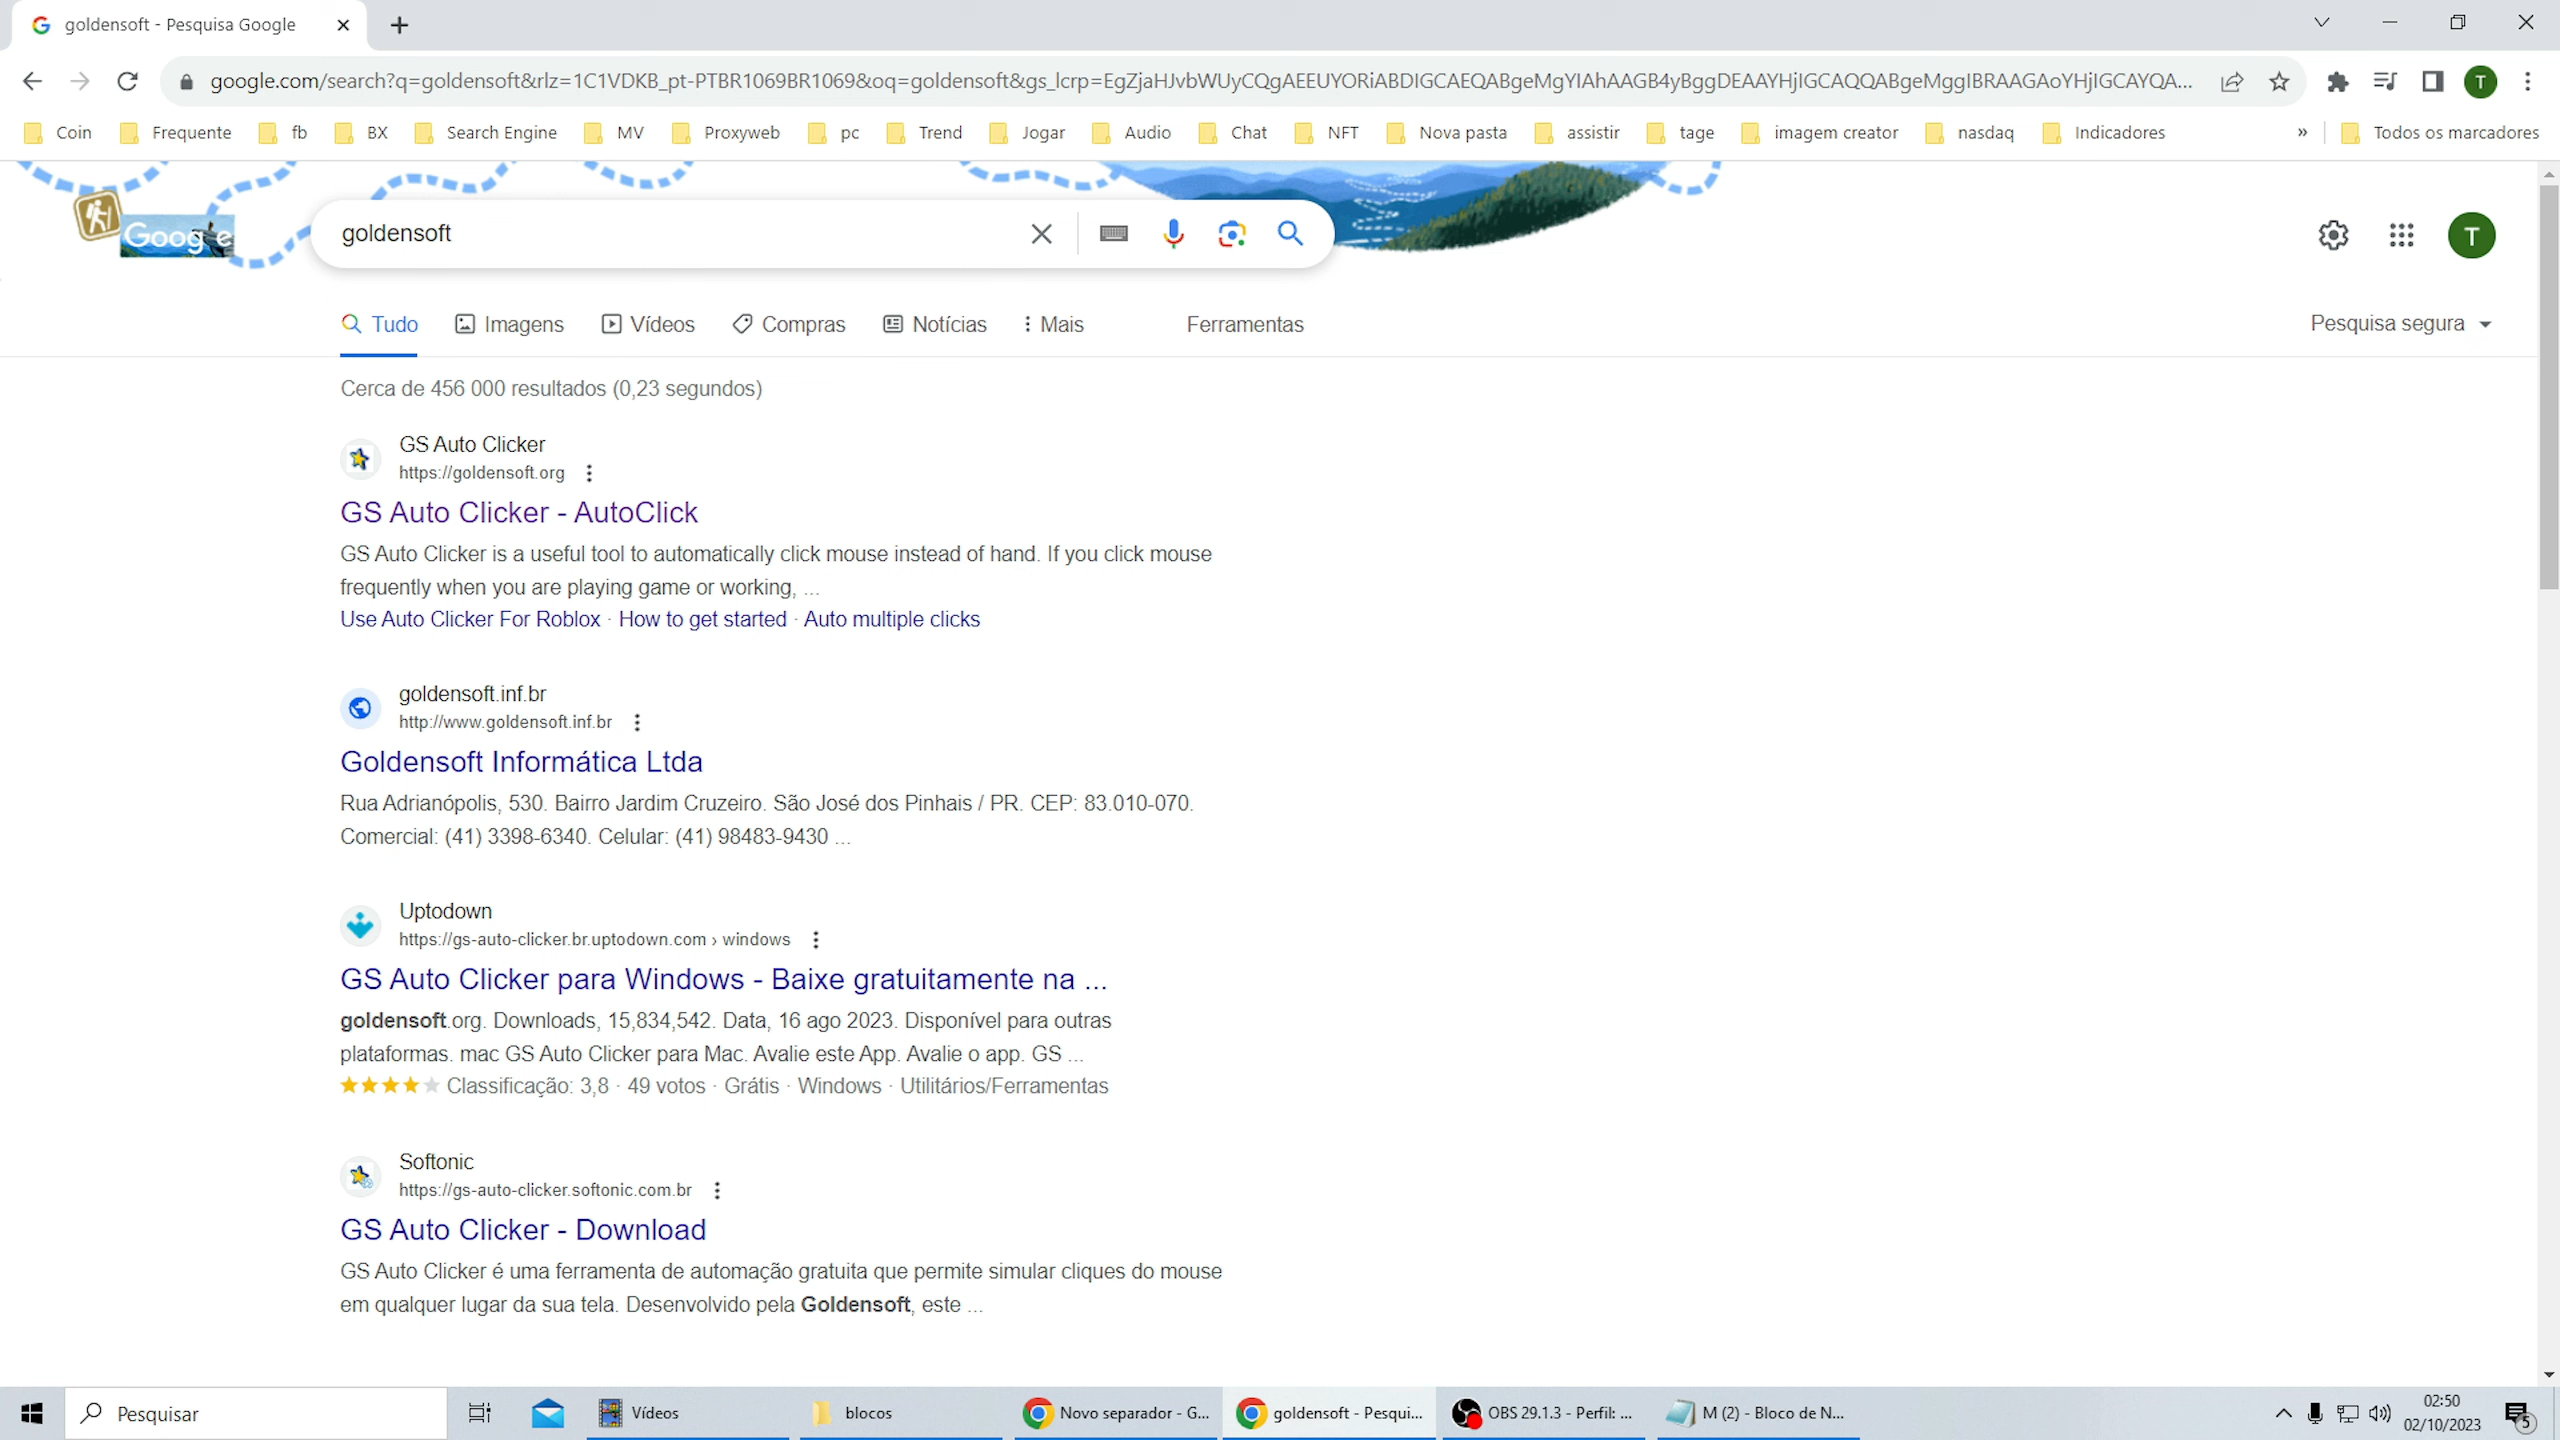 goldensoft - Pesquisa Google
google.com/search?q=goldensoft&rlz=1C1VDKB_pt-PTBR1069BR1069&oq=goldensoft&gs_lcrp=EgZjaHJvbWUyCQgAEEUYORiABDIGCAEQABgeMgYIAhAAGB4yBggDEAAYHjIGCAQQABgeMggIBRAAGAoYHjIGCAYQA...
T
Coin Frequente fb BX Search Engine MV Proxyweb pc Trend Jogar Audio Chat NFT Nova pasta assistir tage imagem creator nasdaq Indicadores » Todos os marcadores
Goog e
goldensoft
T
Tudo Imagens Vídeos Compras Notícias Mais Ferramentas Pesquisa segura
Cerca de 456 000 resultados (0,23 segundos)
GS Auto Clicker
https://goldensoft.org
GS Auto Clicker - AutoClick
GS Auto Clicker is a useful tool to automatically click mouse instead of hand. If you click mouse
frequently when you are playing game or working, ...
Use Auto Clicker For Roblox · How to get started · Auto multiple clicks
goldensoft.inf.br
http://www.goldensoft.inf.br
Goldensoft Informática Ltda
Rua Adrianópolis, 530. Bairro Jardim Cruzeiro. São José dos Pinhais / PR. CEP: 83.010-070.
Comercial: (41) 3398-6340. Celular: (41) 98483-9430 ...
Uptodown
https://gs-auto-clicker.br.uptodown.com › windows
GS Auto Clicker para Windows - Baixe gratuitamente na ...
goldensoft.org. Downloads, 15,834,542. Data, 16 ago 2023. Disponível para outras
plataformas. mac GS Auto Clicker para Mac. Avalie este App. Avalie o app. GS ...
Classificação: 3,8 · 49 votos · Grátis · Windows · Utilitários/Ferramentas
Softonic
https://gs-auto-clicker.softonic.com.br
GS Auto Clicker - Download
GS Auto Clicker é uma ferramenta de automação gratuita que permite simular cliques do mouse
em qualquer lugar da sua tela. Desenvolvido pela Goldensoft, este ...
Pesquisar Vídeos blocos Novo separador - G... goldensoft - Pesqui... OBS 29.1.3 - Perfil: ... M (2) - Bloco de N... 02:50
02/10/2023 5